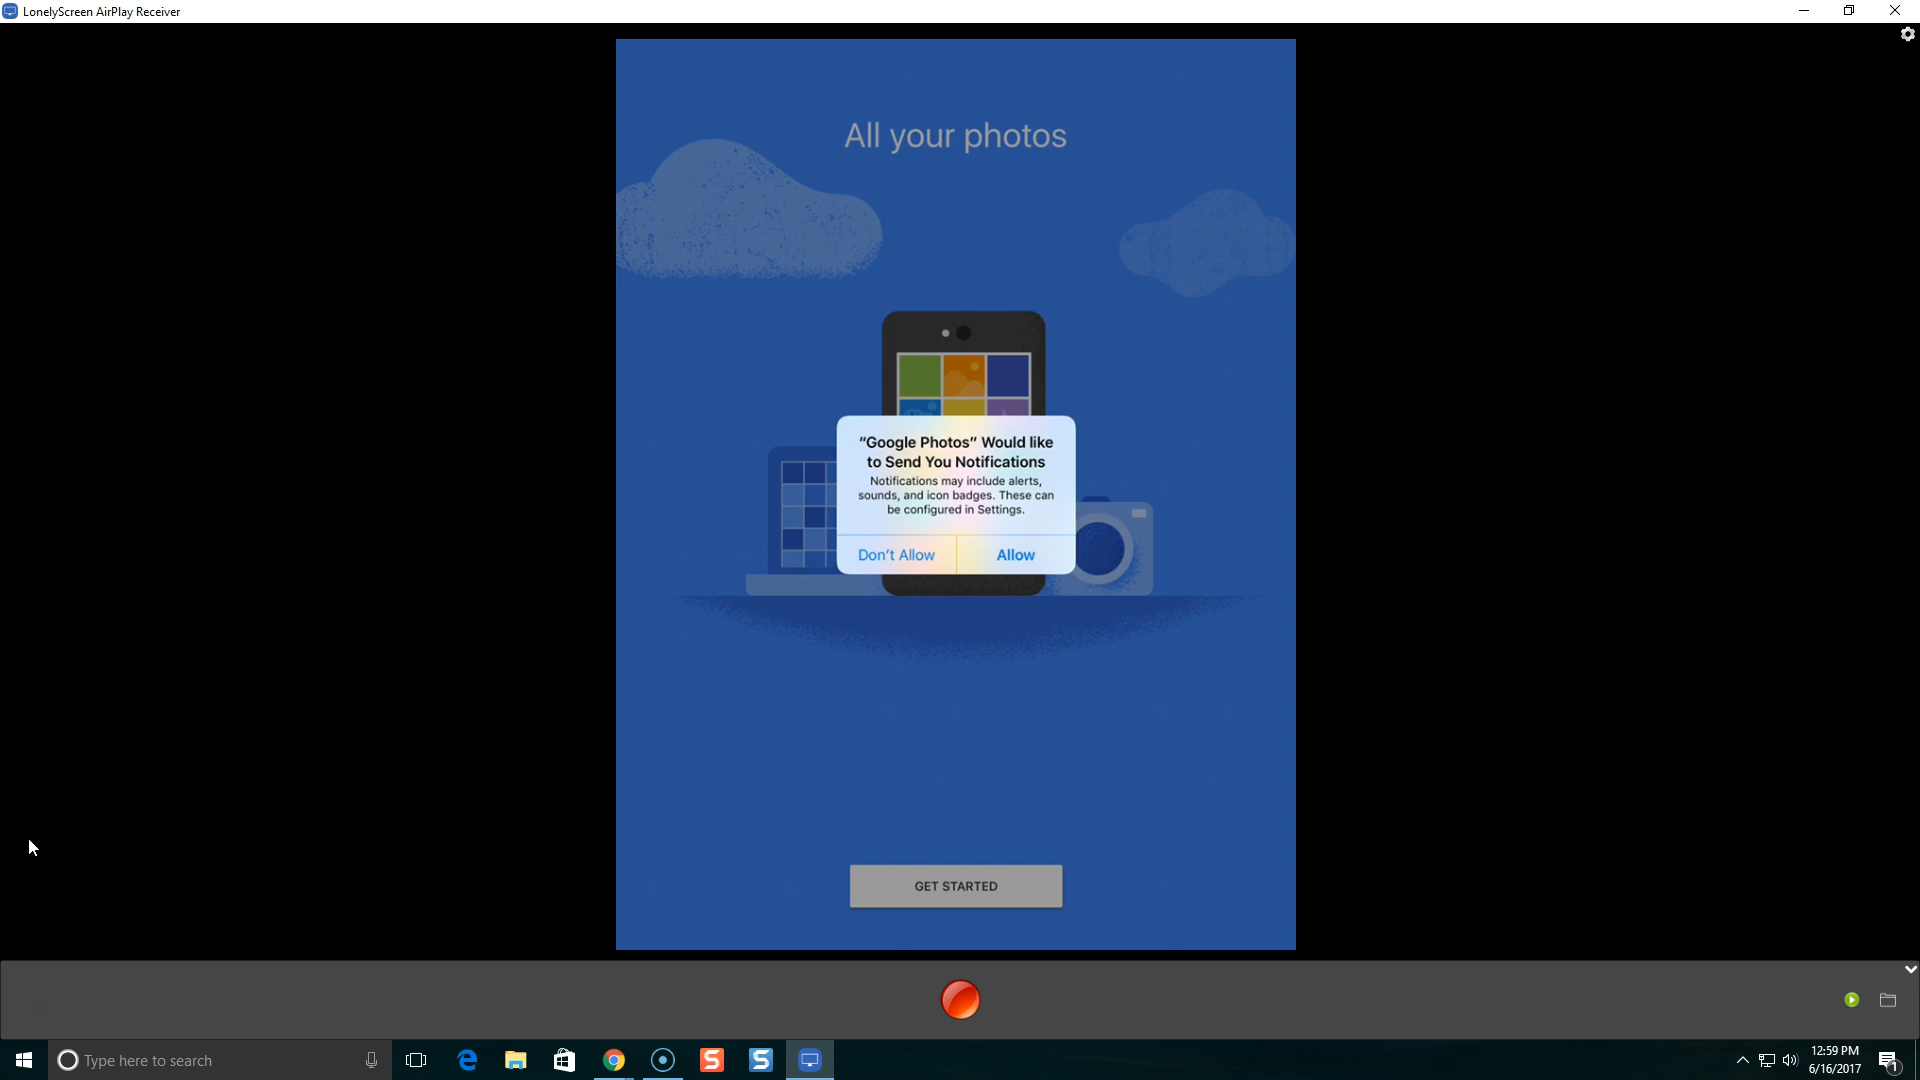 LonelyScreen AirPlay Receiver
All your photos
“Google Photos” Would like
to Send You Notifications
Notifications may include alerts,
sounds, and icon badges. These can
be configured in Settings.
Don’t Allow
Allow
GET STARTED
Type here to search
12:59 PM
6/16/2017
1